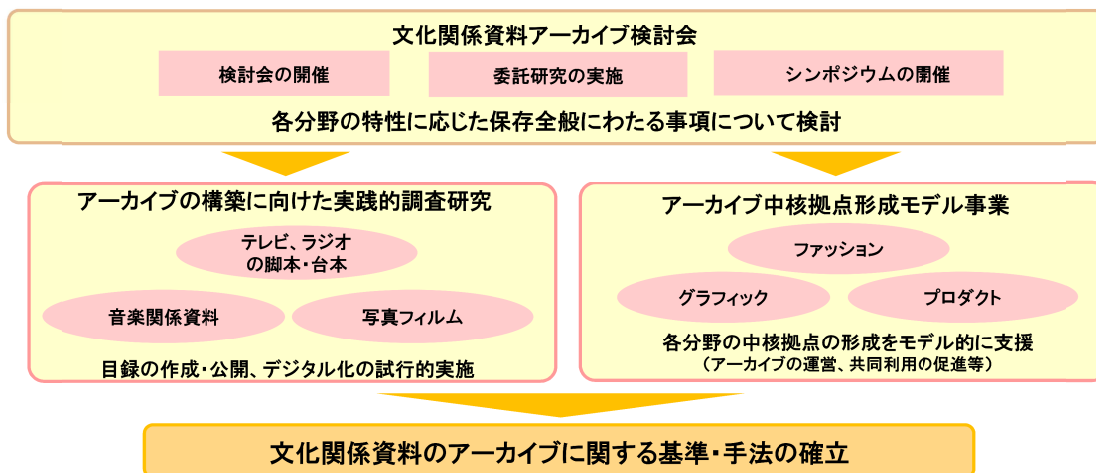 文化関係資料アーカイブ検討会
検討会の開催
委託研究の実施
シンポジウムの開催
各分野の特性に応じた保存全般にわたる事項について検討
アーカイブの構築に向けた実践的調査研究
テレビ、ラジオ
の脚本・台本
音楽関係資料
写真フィルム
目録の作成・公開、デジタル化の試行的実施
アーカイブ中核拠点形成モデル事業
ファッション
グラフィック
プロダクト
各分野の中核拠点の形成をモデル的に支援
（アーカイブの運営、共同利用の促進等）
文化関係資料のアーカイブに関する基準・手法の確立